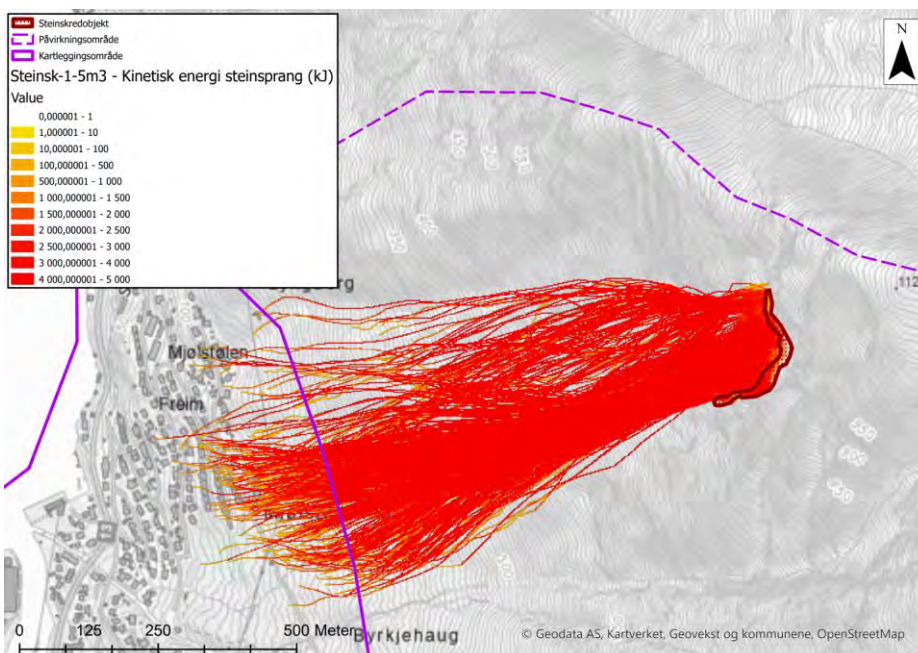 Steinskredobjekt
Påvirkningsområde
Kartleggingsområde
Steinsk-1-5m3 - Kinetisk energi steinsprang (kJ)
Value
0,000001 - 1
1,000001 - 10
10,000001 - 100
100,000001 - 500
500,000001 - 1 000
1 000,000001 - 1 500
1 500,000001 - 2 000
2 000,000001 - 2 500
2 500,000001 - 3 000
3 000,000001 - 4 000
4 000,000001 - 5 000
N
112
Mjølstølen
Freim
Byrkjehaug
0 125 250 500 Meter
© Geodata AS, Kartverket, Geovekst og kommunene, OpenStreetMap